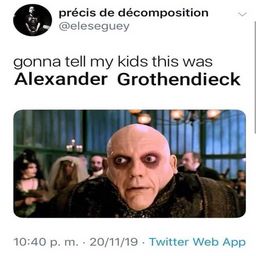 précis de décomposition
@eleseguey
gonna tell my kids this was
Alexander Grothendieck
10:40 p. m. · 20/11/19 · Twitter Web App